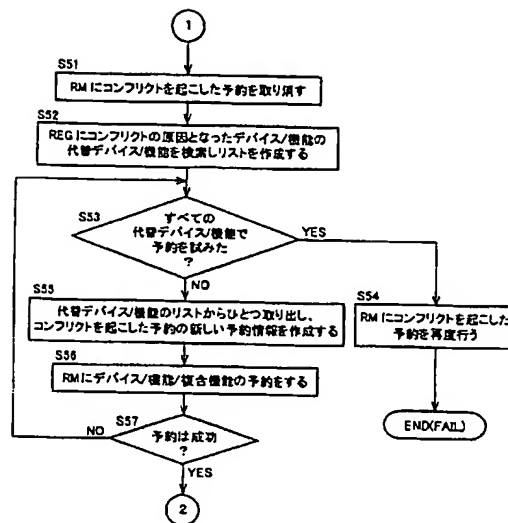 1
S51
RMにコンフリクトを起こした予約を取り消す
S52
REGにコンフリクトの原因となったデバイス/機能の
代替デバイス/機能を検索しリストを作成する
S53
すべての
代替デバイス/機能で
予約を試みた
?
YES
NO
S54
RMにコンフリクトを起こした
予約を再度行う
END(FAIL)
S55
代替デバイス/機能のリストからひとつ取り出し、
コンフリクトを起こした予約の新しい予約情報を作成する
S56
RMにデバイス/機能/複合機能の予約をする
S57
予約は成功
?
NO
YES
2